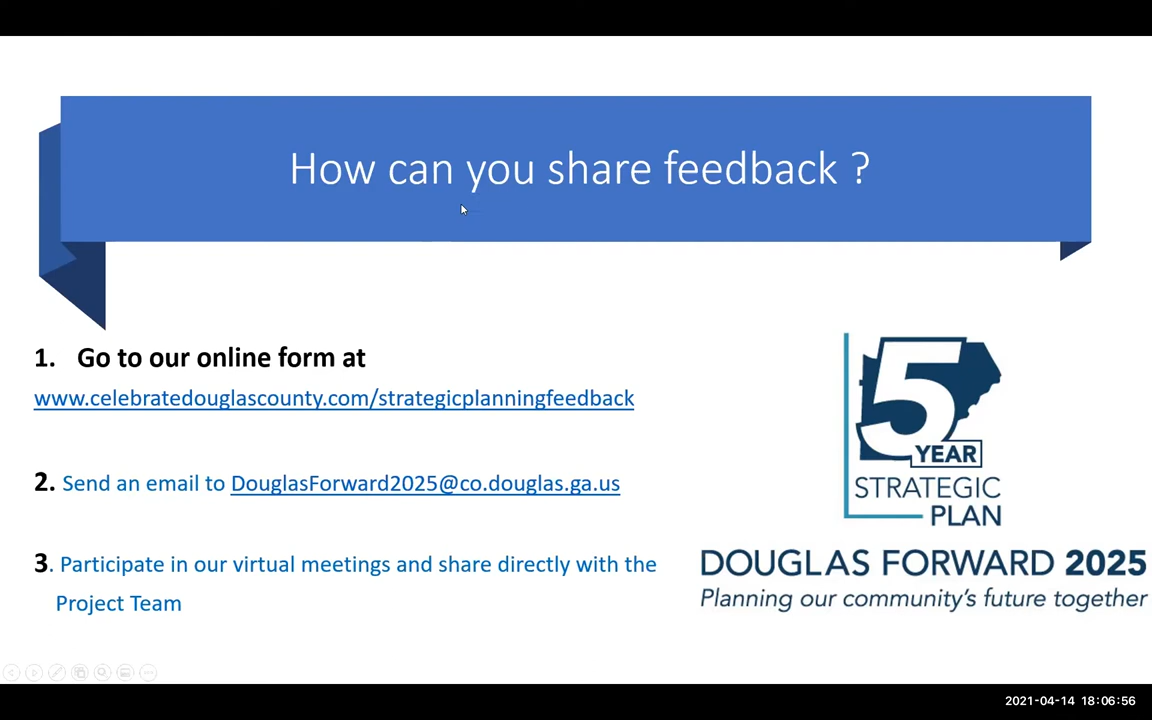 How can you share feedback ?
1. Go to our online form at
www.celebratedouglascounty.com/strategicplanningfeedback
2. Send an email to DouglasForward2025@co.douglas.ga.us
3. Participate in our virtual meetings and share directly with the
Project Team
5
YEAR
STRATEGIC
PLAN
DOUGLAS FORWARD 2025
Planning our community's future together
2021-04-14 18:06:56